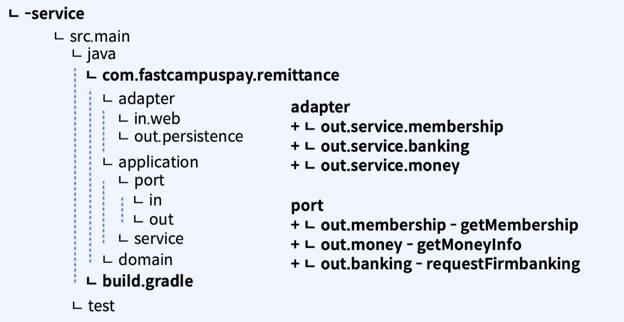 ㄴ -service
ㄴ src.main
ㄴ java
ㄴ com.fastcampuspay.remittance
ㄴ adapter
ㄴ in.web
ㄴ out.persistence
ㄴ application
ㄴ port
ㄴ in
ㄴ out
ㄴ service
ㄴ domain
ㄴ build.gradle
ㄴ test
adapter
+ ㄴ out.service.membership
+ ㄴ out.service.banking
+ ㄴ out.service.money
port
+ ㄴ out.membership - getMembership
+ ㄴ out.money - getMoneyInfo
+ ㄴ out.banking - requestFirmbanking